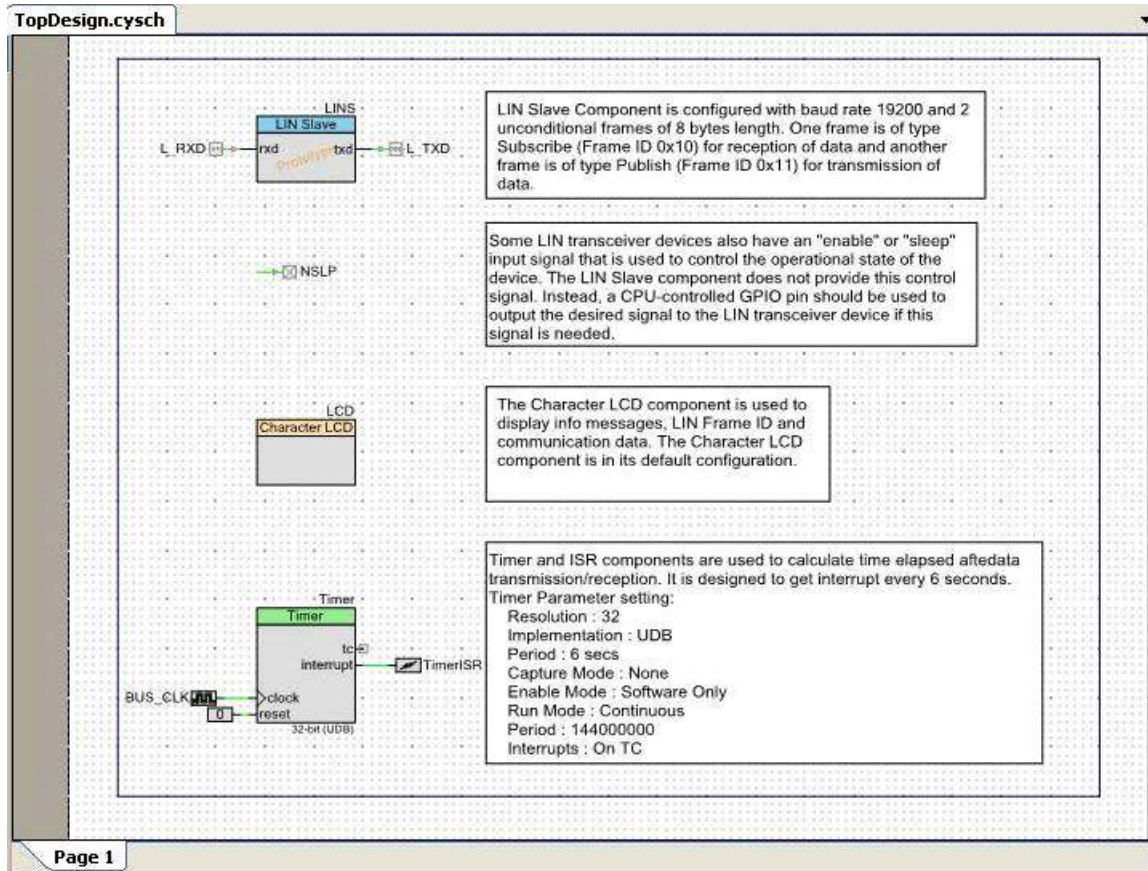 TopDesign.cysch
LINS
LIN Slave
L_RXD
rxd
txd
L_TXD
Prototype
LIN Slave Component is configured with baud rate 19200 and 2
unconditional frames of 8 bytes length. One frame is of type
Subscribe (Frame ID 0x10) for reception of data and another
frame is of type Publish (Frame ID 0x11) for transmission of
data.
NSLP
Some LIN transceiver devices also have an "enable" or "sleep"
input signal that is used to control the operational state of the
device. The LIN Slave component does not provide this control
signal. Instead, a CPU-controlled GPIO pin should be used to
output the desired signal to the LIN transceiver device if this
signal is needed.
LCD
Character LCD
The Character LCD component is used to
display info messages, LIN Frame ID and
communication data. The Character LCD
component is in its default configuration.
Timer
Timer
tc
interrupt
TimerISR
BUS_CLK
clock
0
reset
32-bit (UDB)
Timer and ISR components are used to calculate time elapsed aftedata
transmission/reception. It is designed to get interrupt every 6 seconds.
Timer Parameter setting:
Resolution : 32
Implementation : UDB
Period : 6 secs
Capture Mode : None
Enable Mode : Software Only
Run Mode : Continuous
Period : 144000000
Interrupts : On TC
Page 1